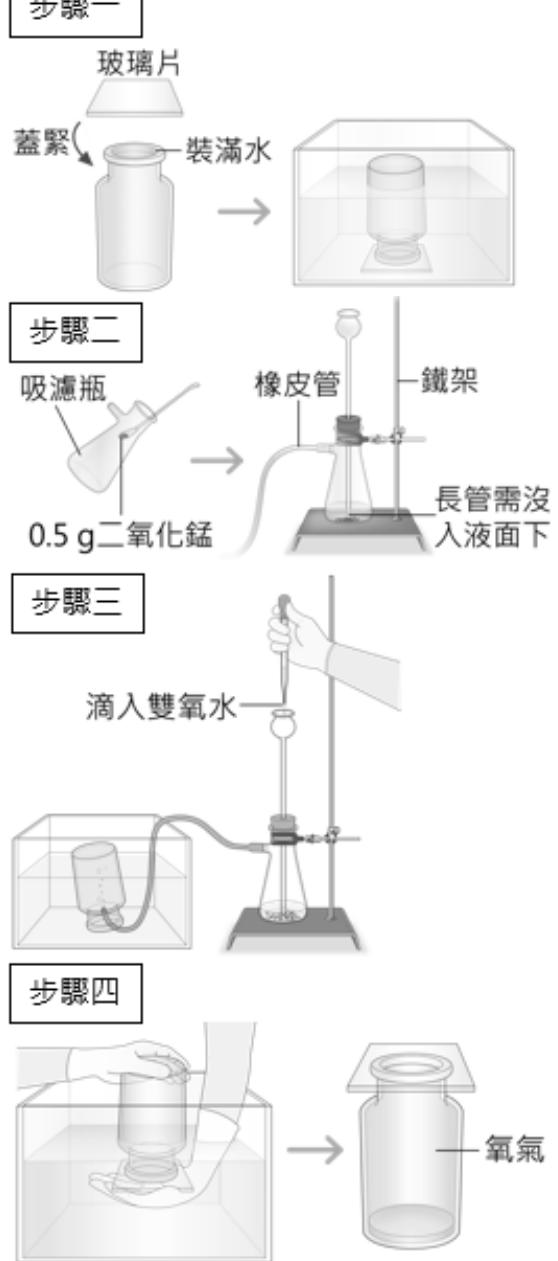 步驟一
玻璃片
蓋緊
裝滿水
步驟二
吸濾瓶
橡皮管
鐵架
0.5 g二氧化錳
長管需沒
入液面下
步驟三
滴入雙氧水
步驟四
氧氣